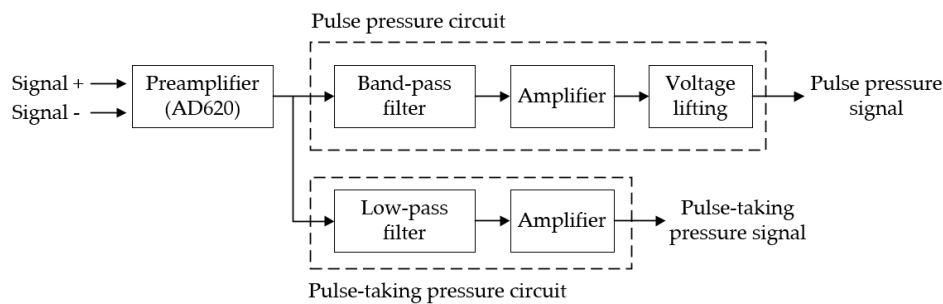 Pulse pressure circuit
Signal +
Signal -
Preamplifier
(AD620)
Band-pass
filter
Amplifier
Voltage
lifting
Pulse pressure
signal
Low-pass
filter
Amplifier
Pulse-taking
pressure signal
Pulse-taking pressure circuit